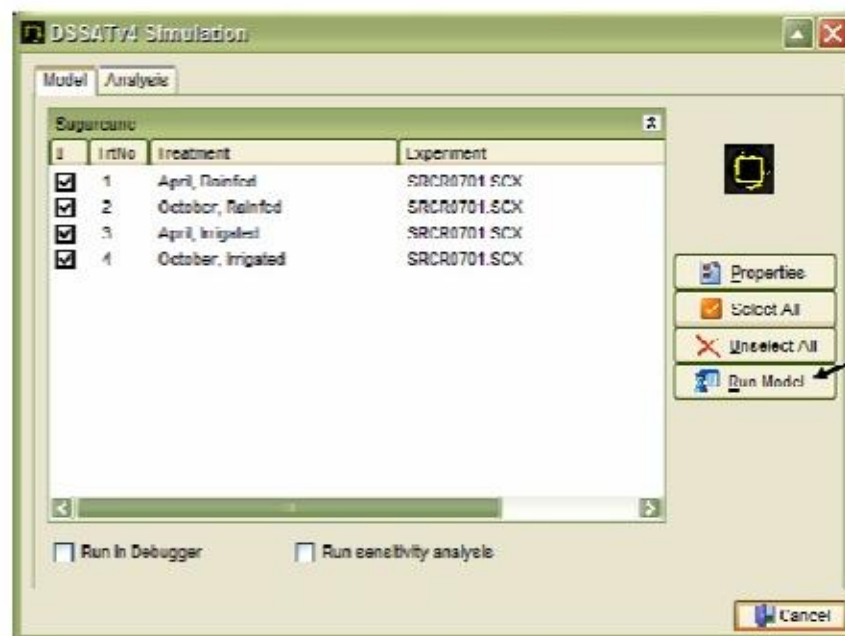 DSSATv4 Simulation
Model Analysis
Sugarcane
TrtNo Treatment Experiment
1 April, Rainfed SRCR0701.SCX
2 October, Rainfed SRCR0701.SCX
3 April, Irrigated SRCR0701.SCX
4 October, Irrigated SRCR0701.SCX
Properties
Select All
Unselect All
Run Model
Run In Debugger Run sensitivity analysis
Cancel